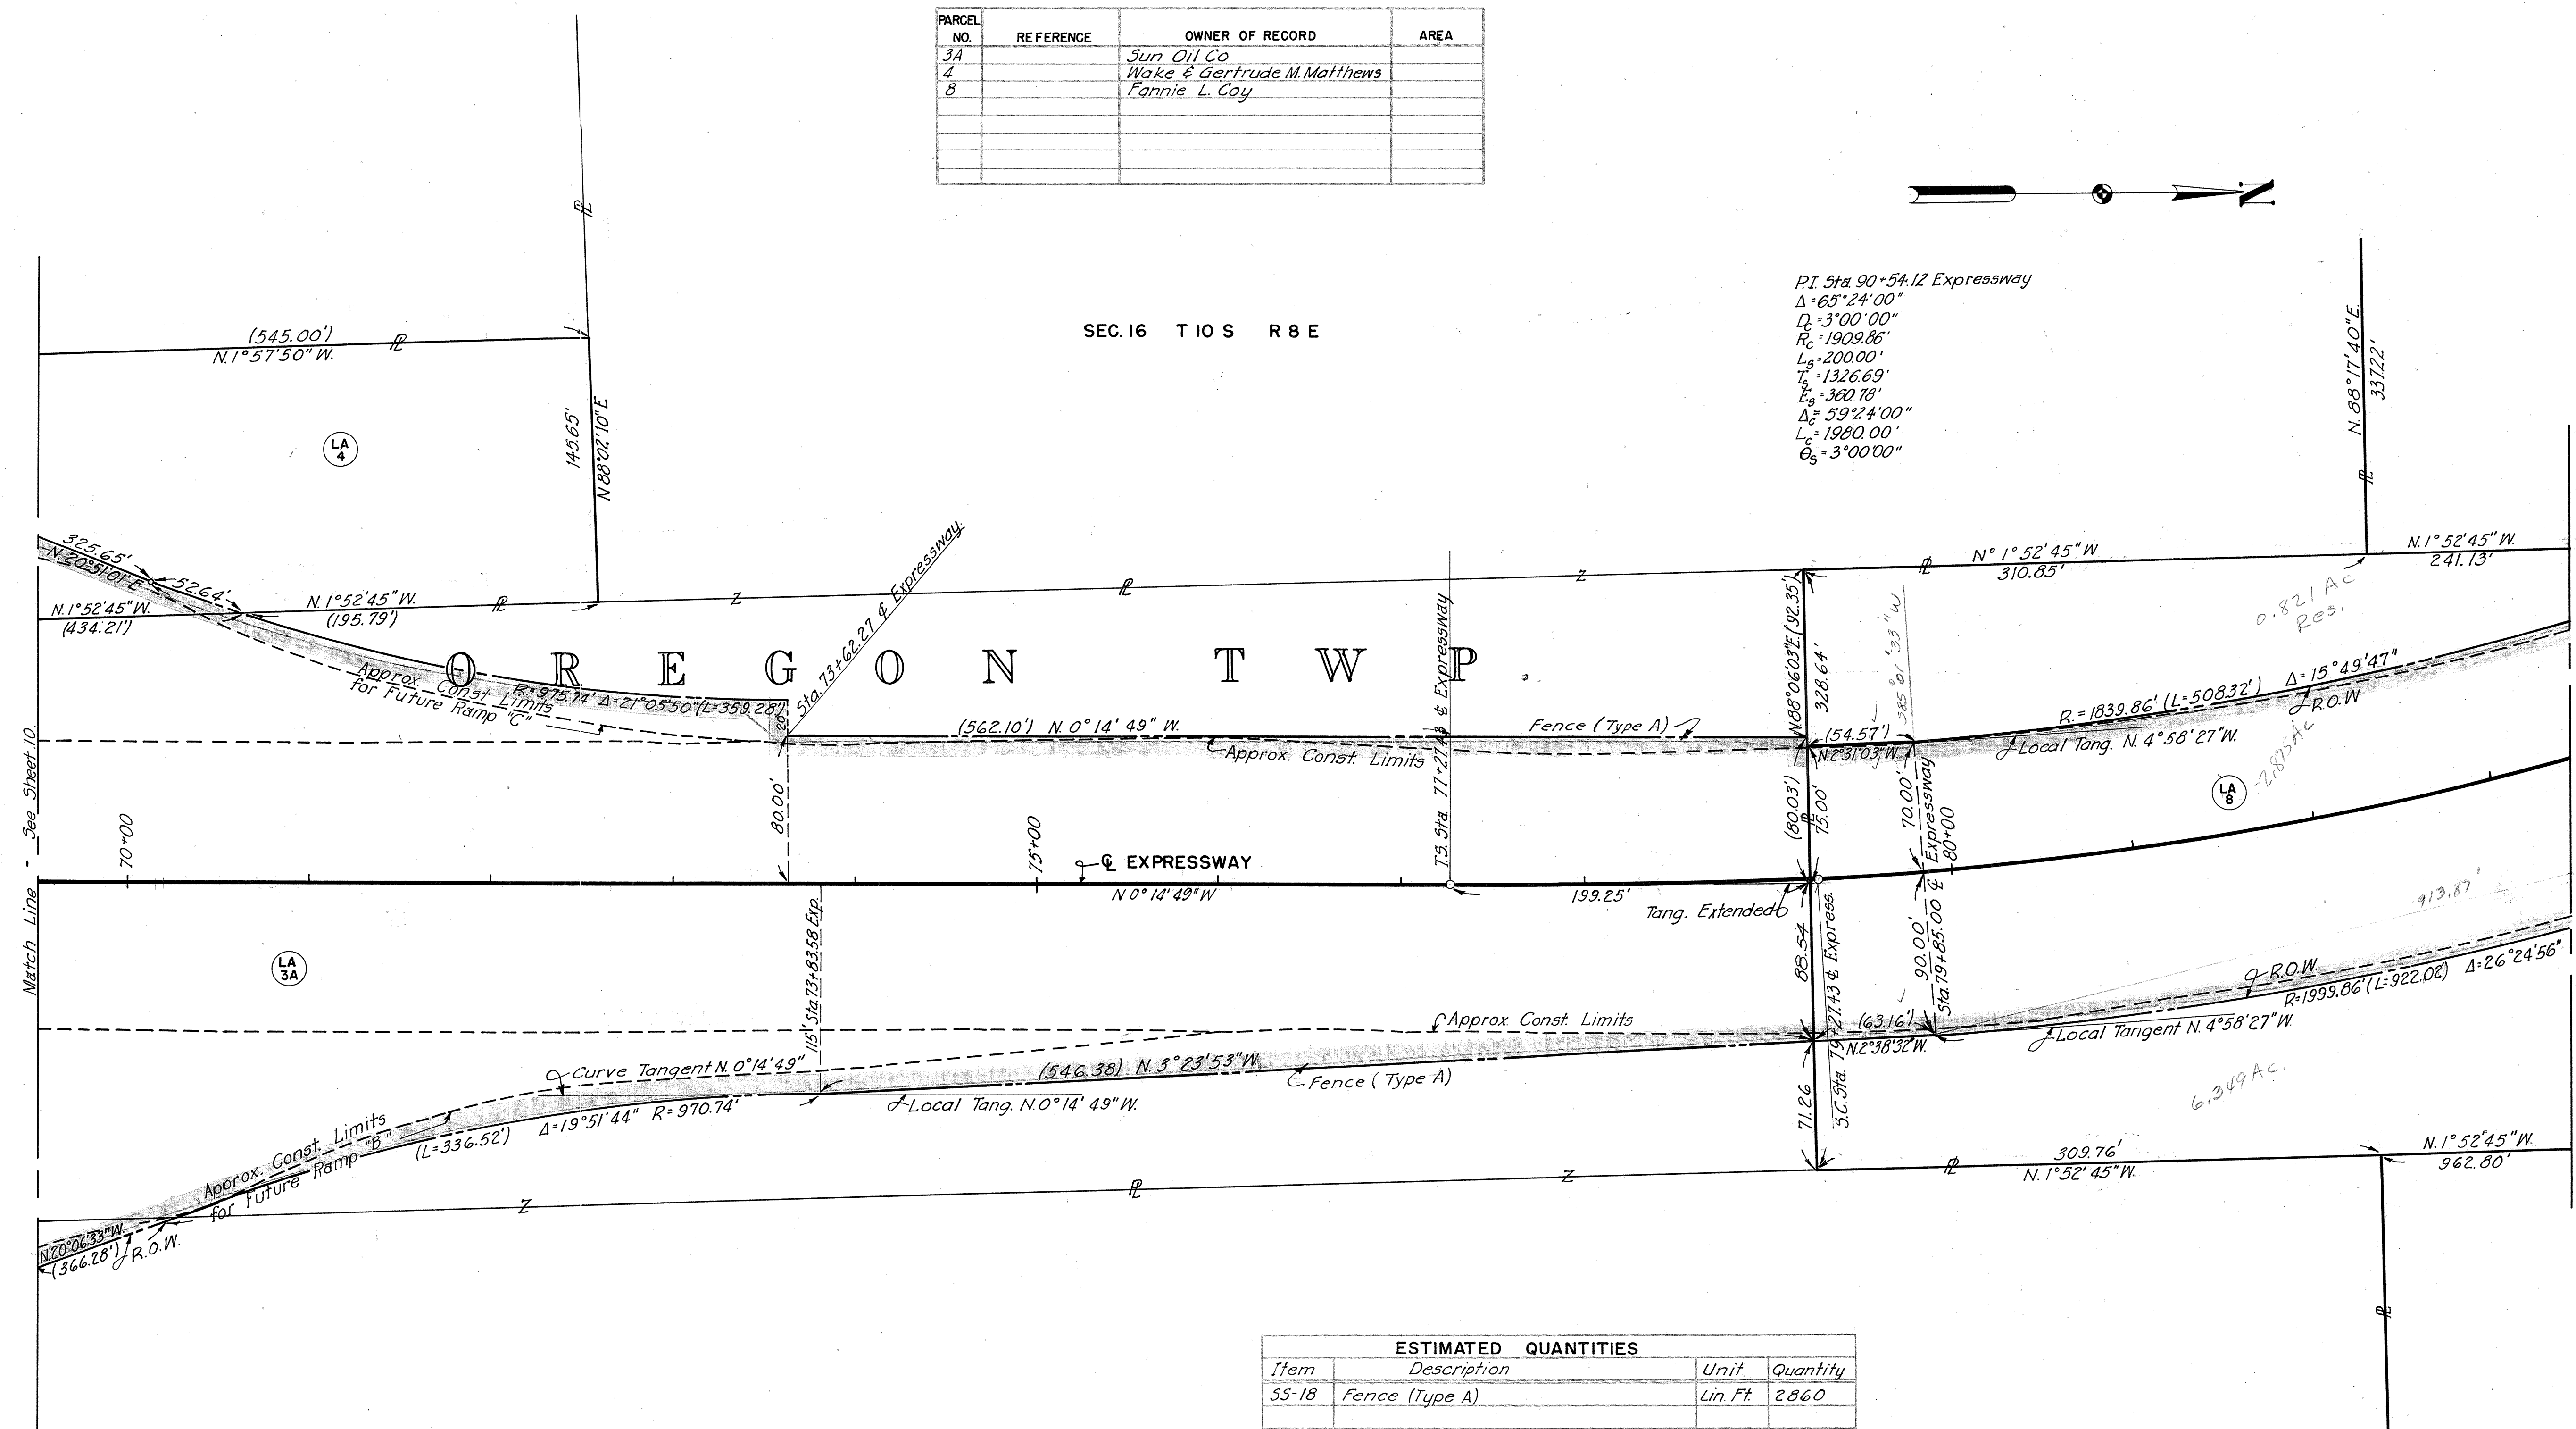 PARCEL NO. REFERENCE OWNER OF RECORD AREA
3A Sun Oil Co
4 Wake & Gertrude M. Matthews
8 Fannie L. Coy
N
SEC. 16 T 10 S R 8 E
P.I. Sta. 90+54.12 Expressway
Δ=65°24'00"
Dc=3°00'00"
Rc=1909.86'
Ls=200.00'
Ts=1326.69'
Es=360.78'
Δc=59°24'00"
Lc=1980.00'
θs=3°00'00"
N. 88°17'40" E.
337.22'
(545.00')
N. 1°57'50" W.
LA
4
145.65'
N 88°02'10" E
325.65'
N. 20°51'01" E
52.64'
N. 1°52'45" W.
(434.21')
N. 1°52'45" W.
(195.79')
Sta. 73+62.27 ℄ Expressway
N° 1°52'45" W
310.85'
N. 1°52'45" W.
241.13'
0.821 Ac
Res.
OREGON TWP.
Approx. Const Limits
for Future Ramp "C"
R=975.74' Δ=21°05'50" (L=359.28')
20'
(562.10') N. 0°14'49" W.
Approx. Const. Limits
Fence (Type A)
T.S. Sta 77+27.43 ℄ Expressway
N88°06'03"E. (92.35')
328.64'
S85°01'33"W
(54.57')
N.2°31'03"W.
R.=1839.86' (L=508.32') Δ=15°49'47"
R.O.W
Local Tang. N. 4°58'27"W.
2.875 Ac
LA
8
80.00'
(80.03')
75.00'
70.00'
Match Line - See Sheet 10
70+00
75+00
80+00
℄ EXPRESSWAY
N 0°14'49" W
199.25'
Tang. Extended
913.87'
LA
3A
115' Sta. 73+83.58 Exp.
88.54
90.00'
Sta. 79+85.00 ℄ Expressway
S.C. Sta. 79+27.43 ℄ Express.
Approx. Const Limits
(63.16')
N.2°38'32"W.
R.O.W.
R=1999.86' (L=922.02) Δ=26°24'56"
Local Tangent N. 4°58'27"W.
Curve Tangent N. 0°14'49"
(546.38) N. 3°23'53"W.
Fence (Type A)
Local Tang. N.0°14'49"W.
Δ=19°51'44" R=970.74'
(L=336.52')
Approx. Const. Limits
for Future Ramp "B"
71.26
6.349 Ac.
309.76'
N. 1°52'45"W.
N. 1°52'45"W.
962.80'
N.20°06'33"W.
(366.28')
R.O.W.
ESTIMATED QUANTITIES
Item Description Unit Quantity
SS-18 Fence (Type A) Lin. Ft. 2860